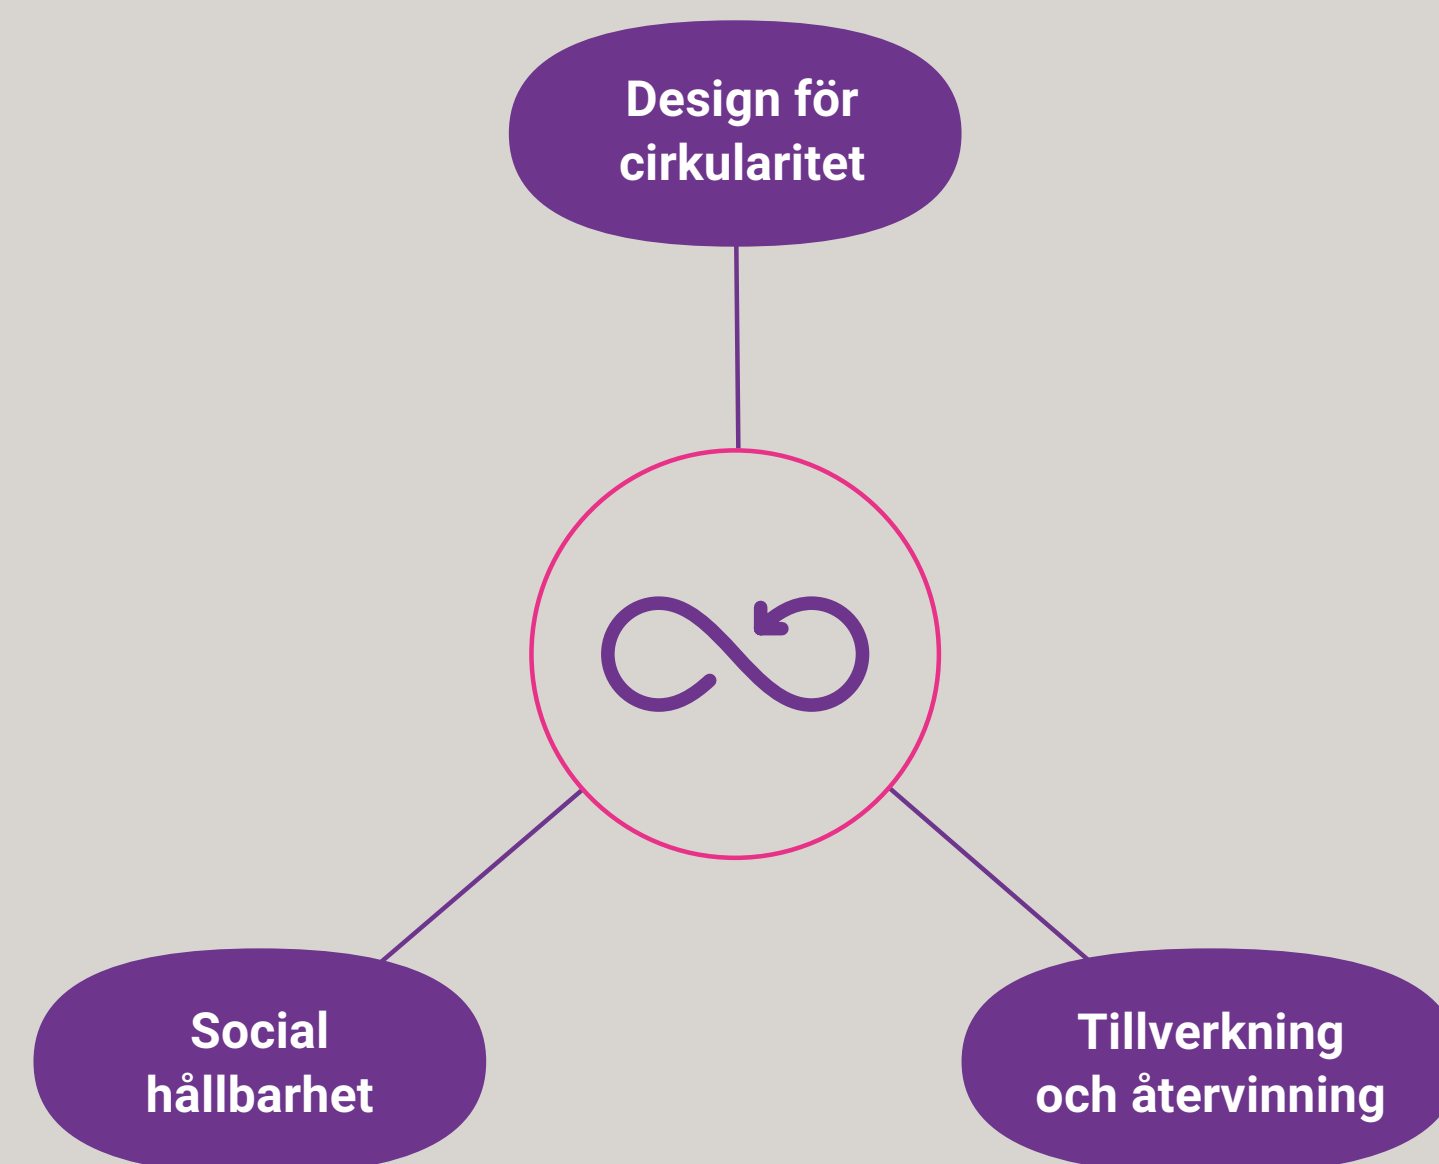 Design för
cirkularitet
Social
hållbarhet
Tillverkning
och återvinning